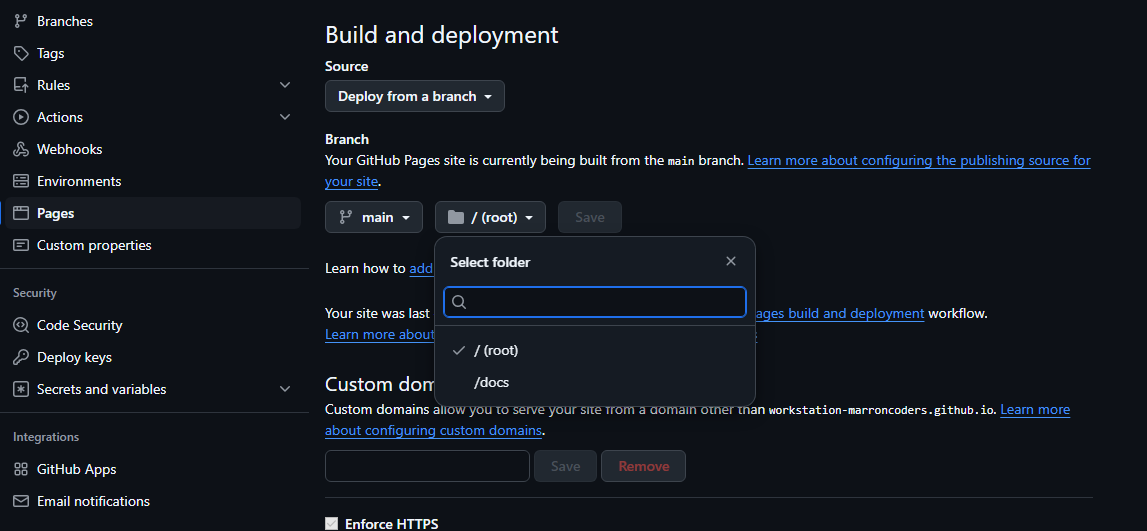 Branches
Tags
Rules
Actions
Webhooks
Environments
Pages
Custom properties
Security
Code Security
Deploy keys
Secrets and variables
Integrations
GitHub Apps
Email notifications
Build and deployment
Source
Deploy from a branch
Branch
Your GitHub Pages site is currently being built from the main branch. Learn more about configuring the publishing source for
your site.
main
/ (root)
Save
Select folder
/ (root)
/docs
Learn how to add
Your site was last
ages build and deployment workflow.
Learn more about
Custom dom
Custom domains allow you to serve your site from a domain other than workstation-marroncoders.github.io. Learn more
about configuring custom domains.
Save
Remove
Enforce HTTPS